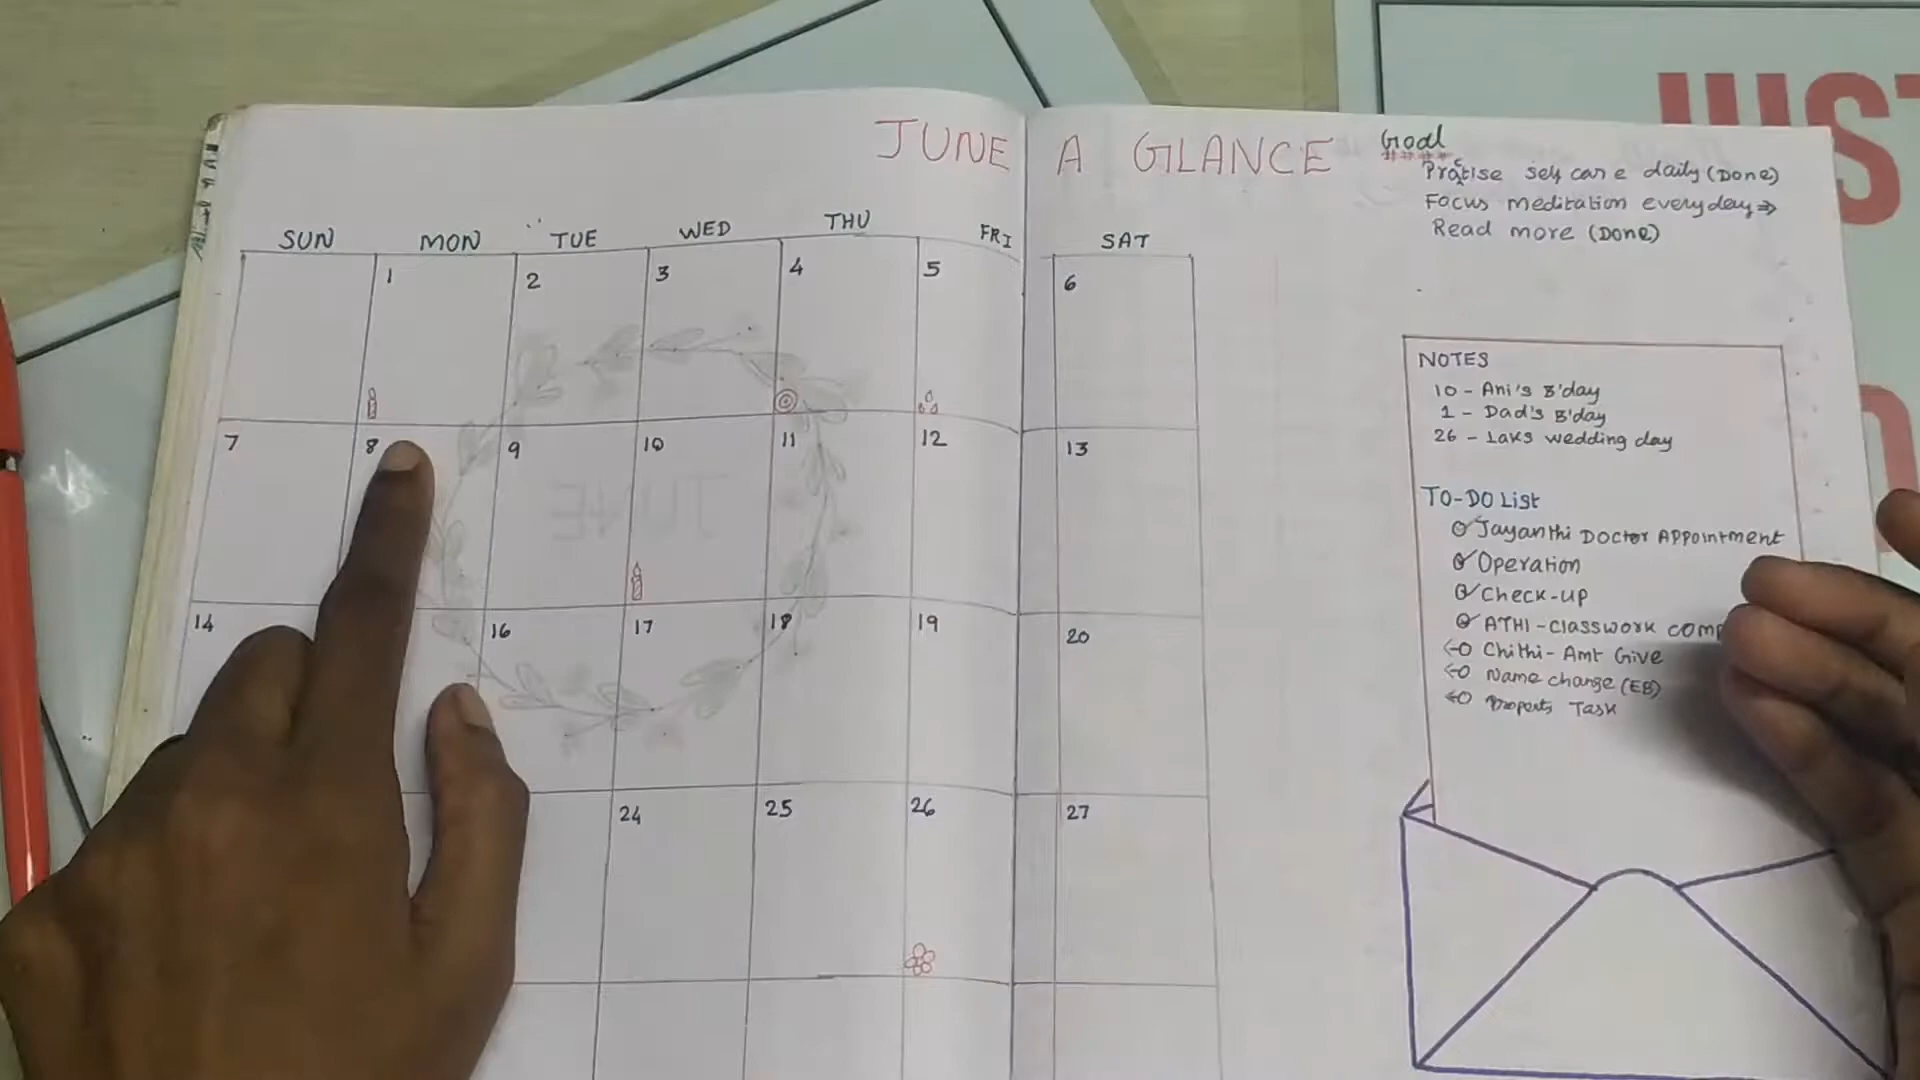 JUNE A GLANCE
Goal
Practise self care daily (DONE)
Focus meditation everyday ⇒
Read more (DONE)
SUN MON TUE WED THU FRI SAT
1 2 3 4 5 6
7 8 9 10 11 12 13
14 16 17 18 19 20
24 25 26 27
NOTES
10 - Ani's B'day
1 - Dad's B'day
26 - Laks wedding day
TO-DO List
Jayanthi DOCTOR APPOINTMENT
Operation
Check-up
ATHI - Classwork
Chithi - Amt Give
Name change (EB)
Task
JUNE
JUST